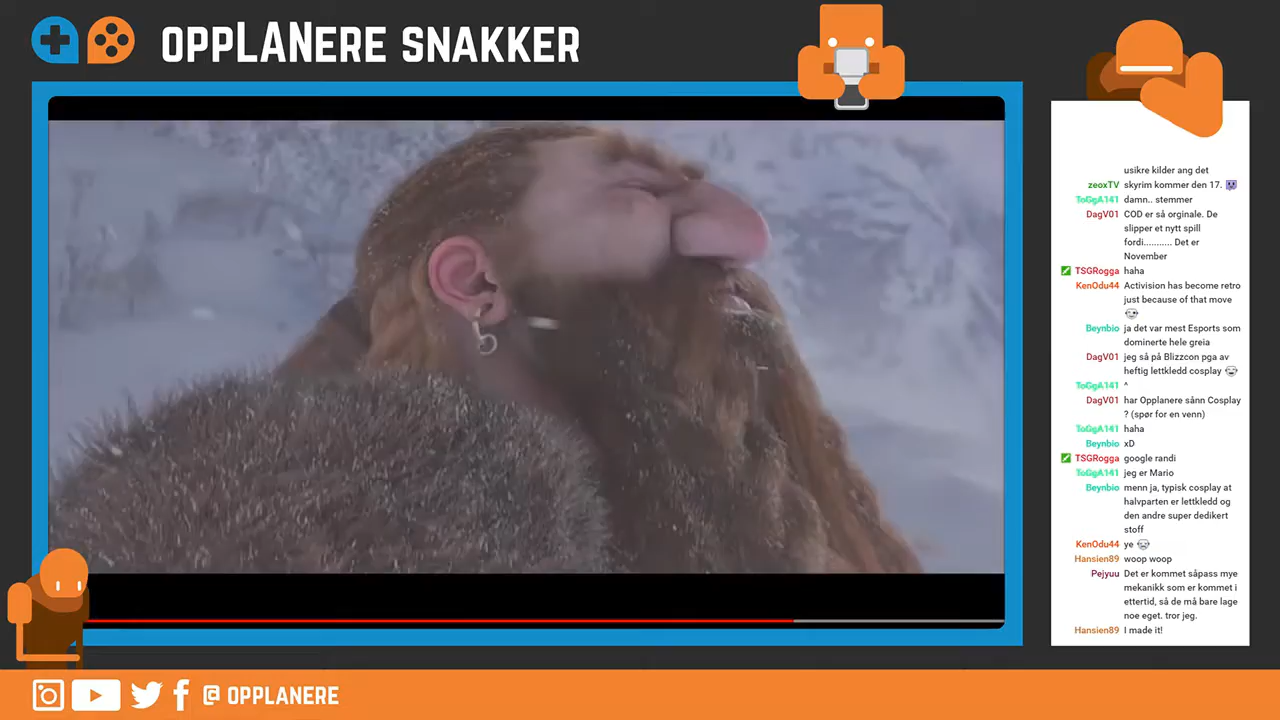 OPPLANERE SNAKKER
usikre kilder ang det
zeoxTV skyrim kommer den 17.
ToGgA141 damn.. stemmer
DagV01 COD er så orginale. De
slipper et nytt spill
fordi........... Det er
November
TSGRogga haha
KenOdu44 Activision has become retro
just because of that move
Beynbio ja det var mest Esports som
dominerte hele greia
DagV01 jeg så på Blizzcon pga av
heftig lettkledd cosplay
ToGgA141 ^
DagV01 har Opplanere sånn Cosplay
? (spør for en venn)
ToGgA141 haha
Beynbio xD
TSGRogga google randi
ToGgA141 jeg er Mario
Beynbio menn ja, typisk cosplay at
halvparten er lettkledd og
den andre super dedikert
stoff
KenOdu44 ye
Hansien89 woop woop
Pejyuu Det er kommet såpass mye
mekanikk som er kommet i
ettertid, så de må bare lage
noe eget. tror jeg.
Hansien89 I made it!
@ OPPLANERE